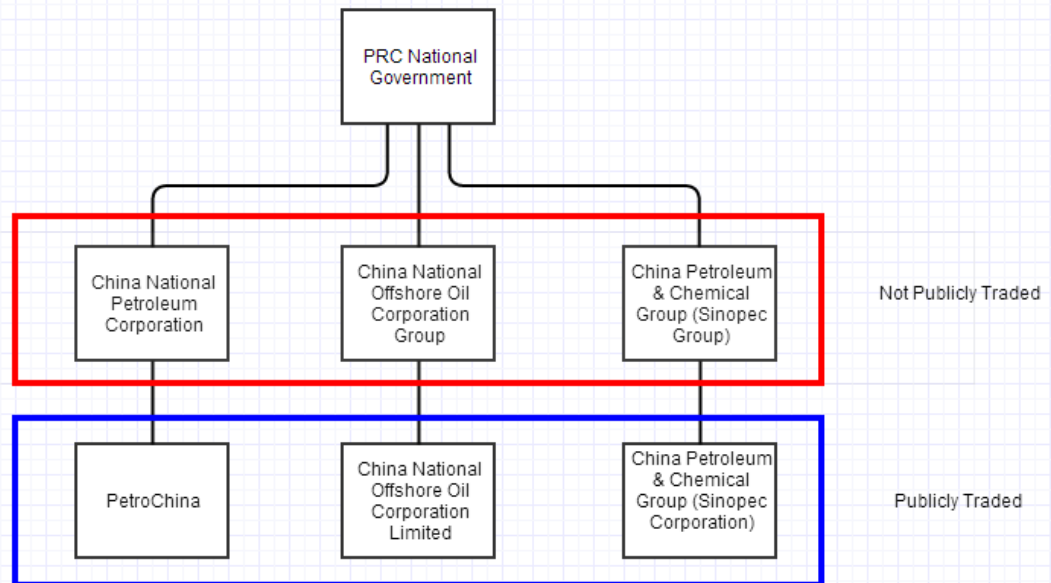 PRC National
Government
China National
Petroleum
Corporation
China National
Offshore Oil
Corporation
Group
China Petroleum
& Chemical
Group (Sinopec
Group)
Not Publicly Traded
PetroChina
China National
Offshore Oil
Corporation
Limited
China Petroleum
& Chemical
Group (Sinopec
Corporation)
Publicly Traded